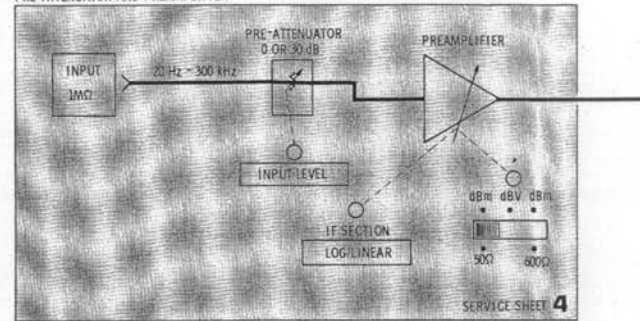 PRE-ATTENUATOR
0 OR 30 dB
PREAMPLIFIER
INPUT
1MΩ
20 Hz - 300 kHz
INPUT LEVEL
IF SECTION
LOG/LINEAR
dBm dBV dBm
50Ω 600Ω
SERVICE SHEET 4